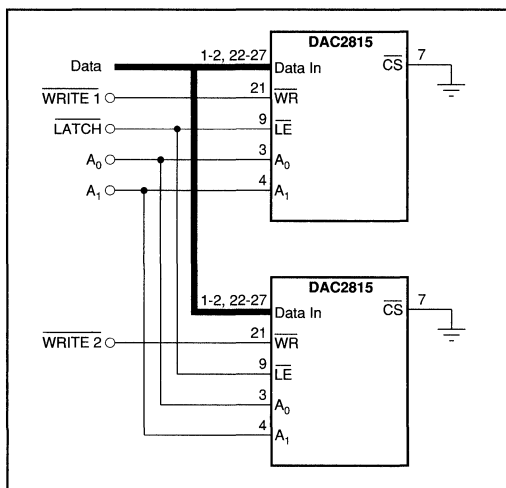 DAC2815
1-2, 22-27
7
Data
Data In
CS
21
WRITE 1
WR
9
LATCH
LE
3
A0
A0
4
A1
A1
DAC2815
1-2, 22-27
7
Data In
CS
21
WRITE 2
WR
9
LE
3
A0
4
A1